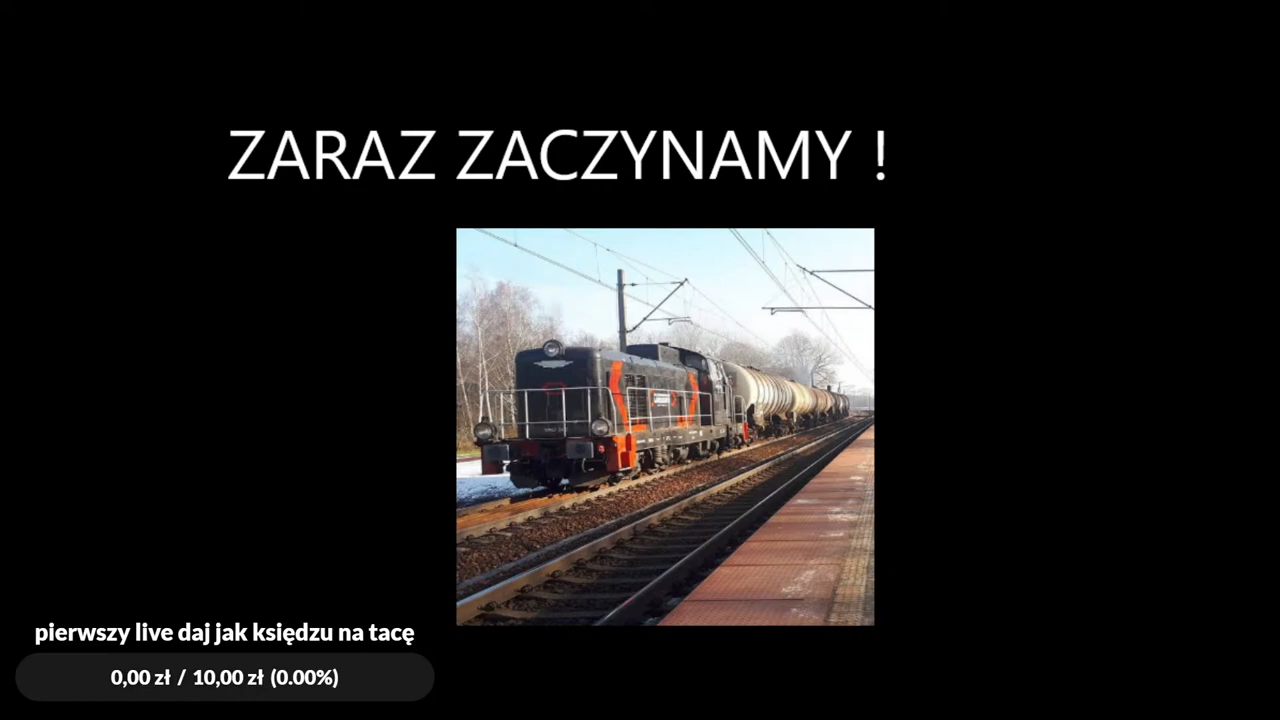 ZARAZ ZACZYNAMY !
pierwszy live daj jak księdzu na tacę
0,00 zł / 10,00 zł (0.00%)